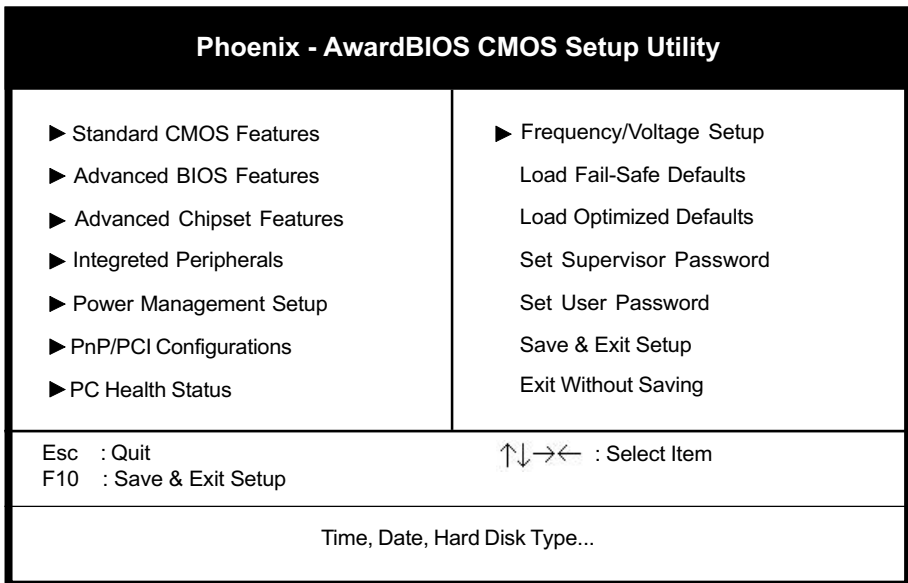 Phoenix - AwardBIOS CMOS Setup Utility
▶ Standard CMOS Features
▶ Advanced BIOS Features
▶ Advanced Chipset Features
▶ Integreted Peripherals
▶ Power Management Setup
▶ PnP/PCI Configurations
▶ PC Health Status
▶ Frequency/Voltage Setup
Load Fail-Safe Defaults
Load Optimized Defaults
Set Supervisor Password
Set User Password
Save & Exit Setup
Exit Without Saving
Esc : Quit
F10 : Save & Exit Setup
↑↓→← : Select Item
Time, Date, Hard Disk Type...